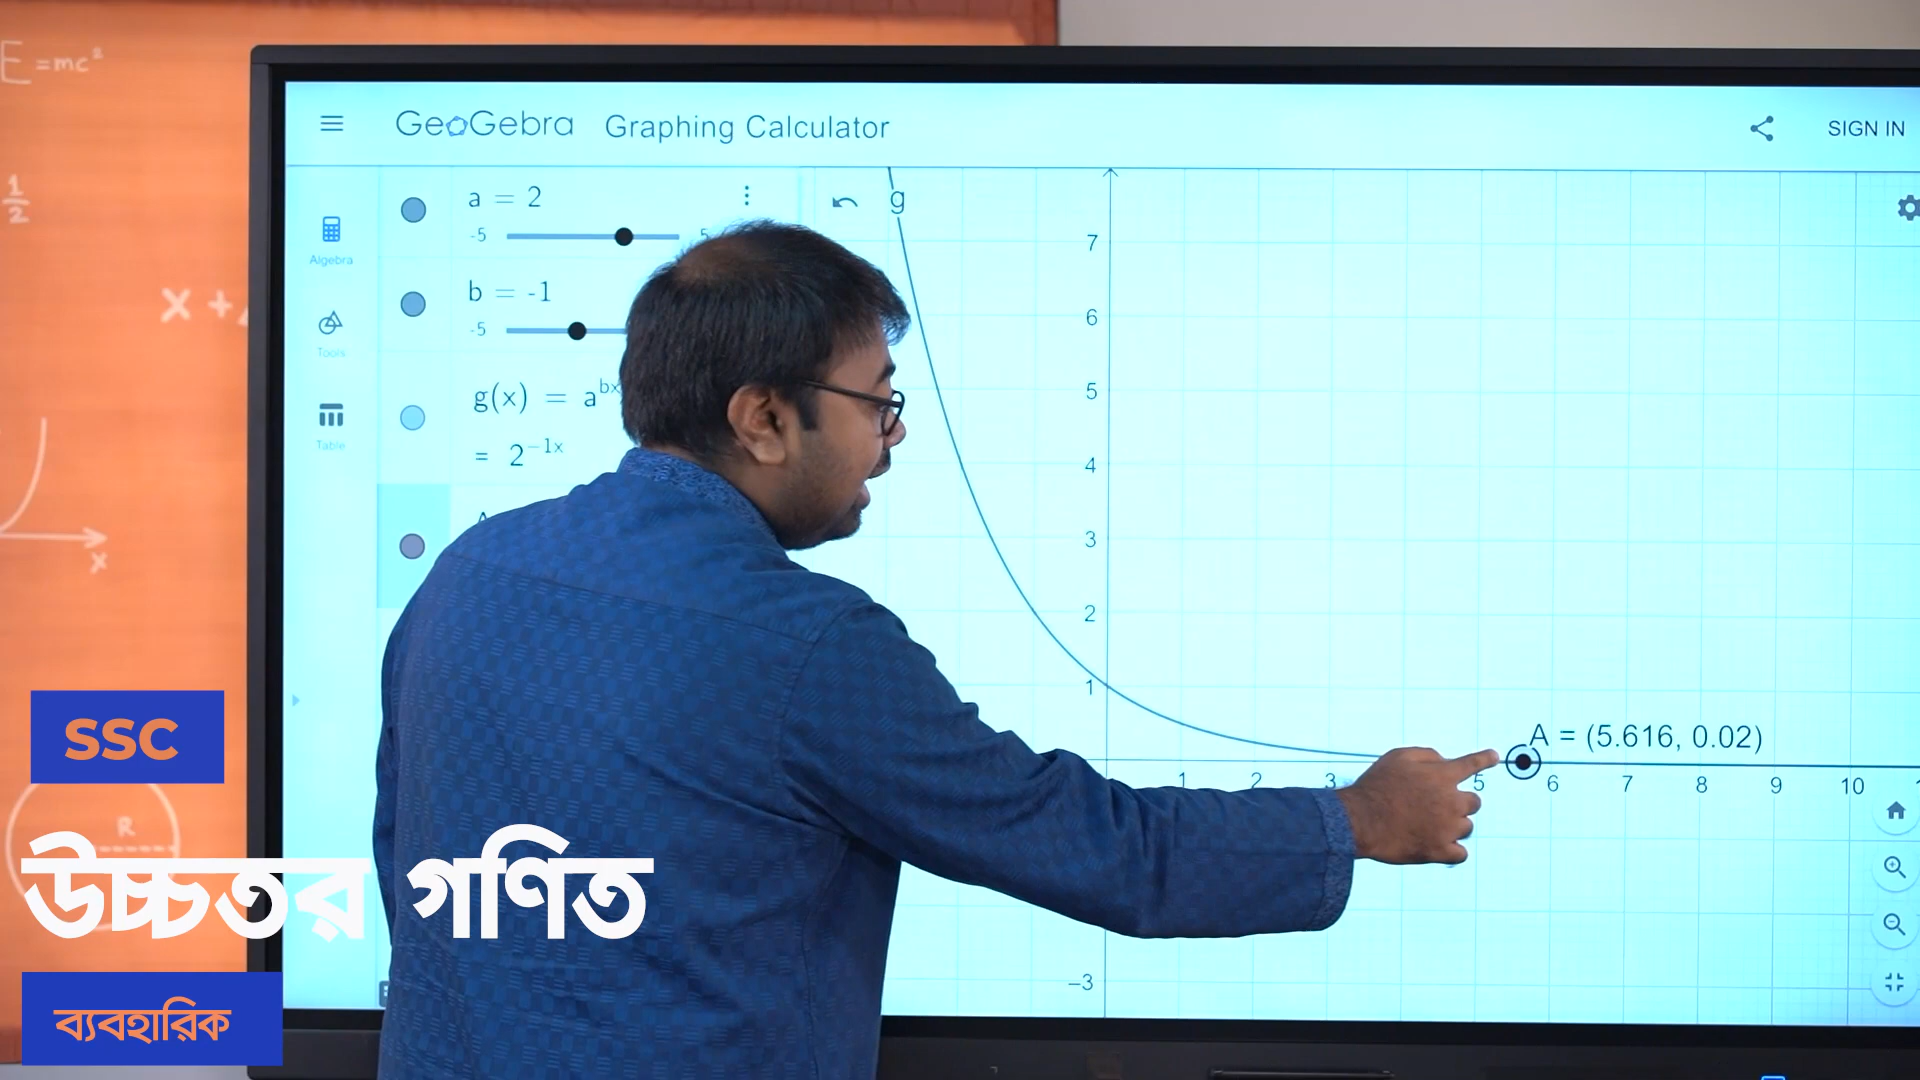 E = mc²
1/2
x +
x
R
GeoGebra Graphing Calculator
SIGN IN
Algebra
Tools
Table
a = 2
-5 5
b = -1
-5
g(x) = a^bx
= 2^-1x
g
7
6
5
4
3
2
1
A = (5.616, 0.02)
1 2 3 5 6 7 8 9 10
-3
SSC
উচ্চতর গণিত
ব্যবহারিক